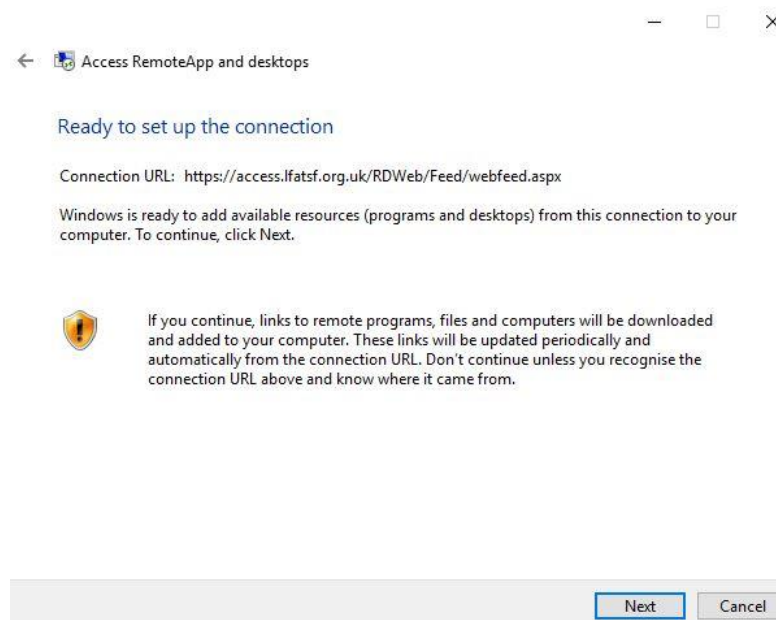 Access RemoteApp and desktops
Ready to set up the connection
Connection URL: https://access.lfatsf.org.uk/RDWeb/Feed/webfeed.aspx
Windows is ready to add available resources (programs and desktops) from this connection to your
computer. To continue, click Next.
If you continue, links to remote programs, files and computers will be downloaded
and added to your computer. These links will be updated periodically and
automatically from the connection URL. Don't continue unless you recognise the
connection URL above and know where it came from.
Next Cancel